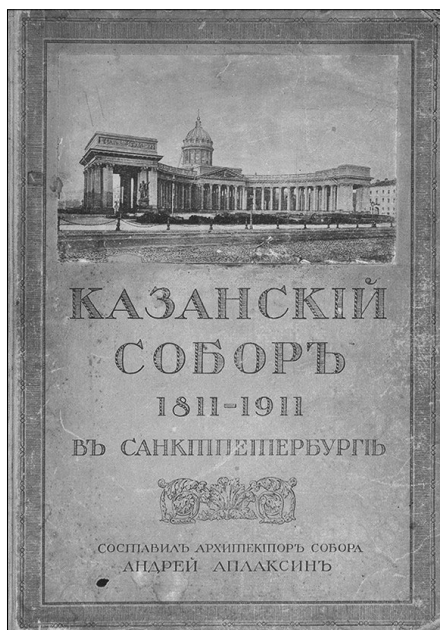 КАЗАНСКІЙ
СОБОРЪ
1811-1911
ВЪ САНКТПЕТЕРБУРГѢ
СОСТАВИЛЪ АРХИТЕКТОРЪ СОБОРА
АНДРЕЙ АПЛАКСИНЪ